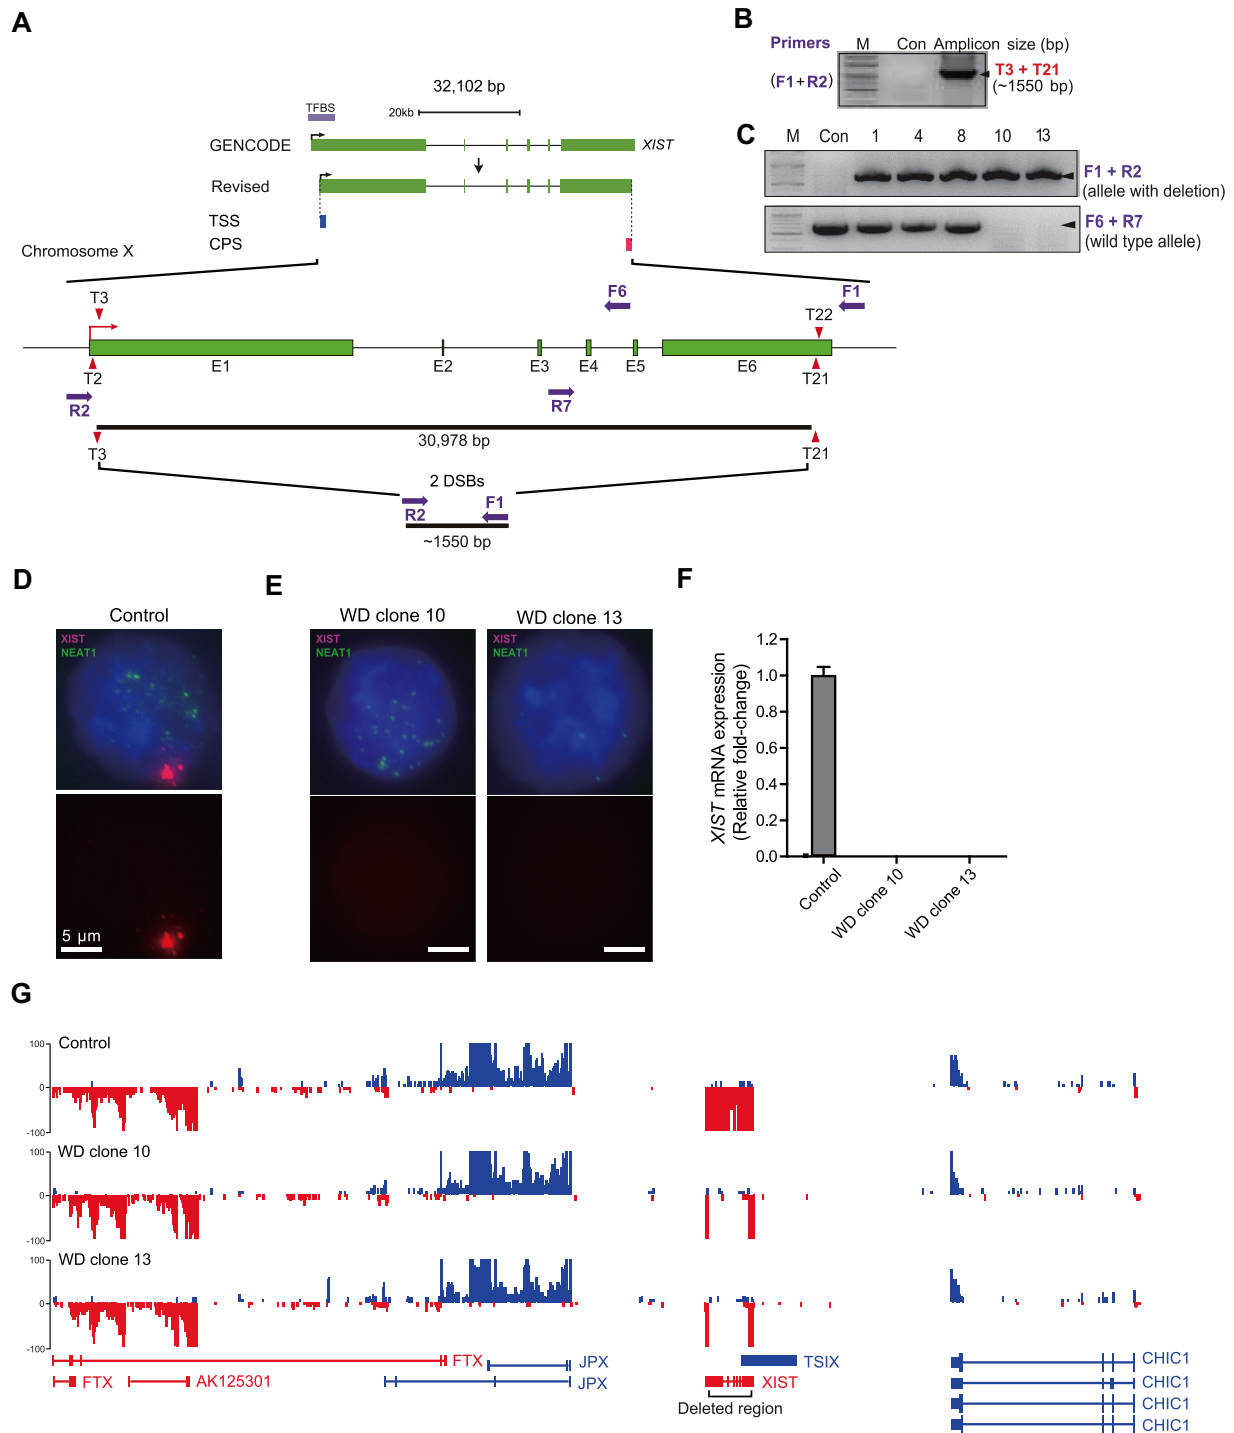 A
32,102 bp
TFBS
20kb
GENCODE
XIST
Revised
TSS
CPS
Chromosome X
T3
F6
F1
T22
E1
E2
E3
E4
E5
E6
T2
T21
R2
R7
30,978 bp
T3
T21
2 DSBs
R2
F1
~1550 bp
B
Primers
M
Con
Amplicon size (bp)
(F1+R2)
T3 + T21
(~1550 bp)
C
M
Con
1
4
8
10
13
F1 + R2
(allele with deletion)
F6 + R7
(wild type allele)
D
Control
XIST
NEAT1
5 µm
E
WD clone 10
WD clone 13
XIST
NEAT1
XIST
NEAT1
F
XIST mRNA expression
(Relative fold-change)
1.2
1.0
0.8
0.6
0.4
0.2
0.0
Control
WD clone 10
WD clone 13
G
100
Control
0
-100
100
WD clone 10
0
-100
100
WD clone 13
0
-100
FTX
JPX
TSIX
CHIC1
FTX
AK125301
JPX
XIST
CHIC1
Deleted region
CHIC1
CHIC1